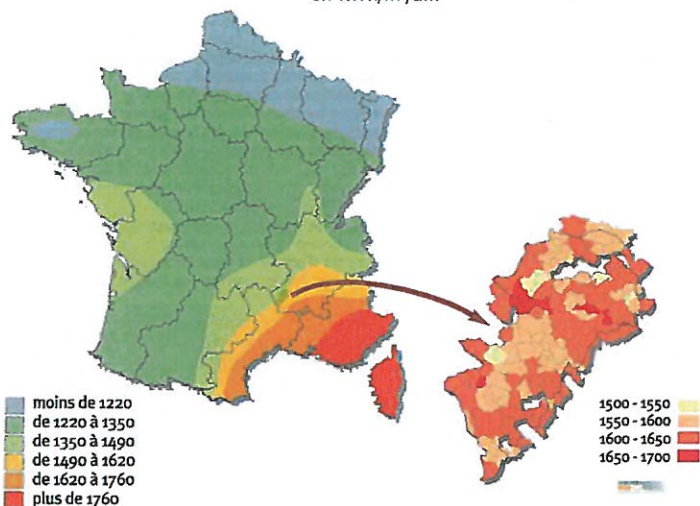 moins de 1220
de 1220 à 1350
de 1350 à 1490
de 1490 à 1620
de 1620 à 1760
plus de 1760
1500 - 1550
1550 - 1600
1600 - 1650
1650 - 1700